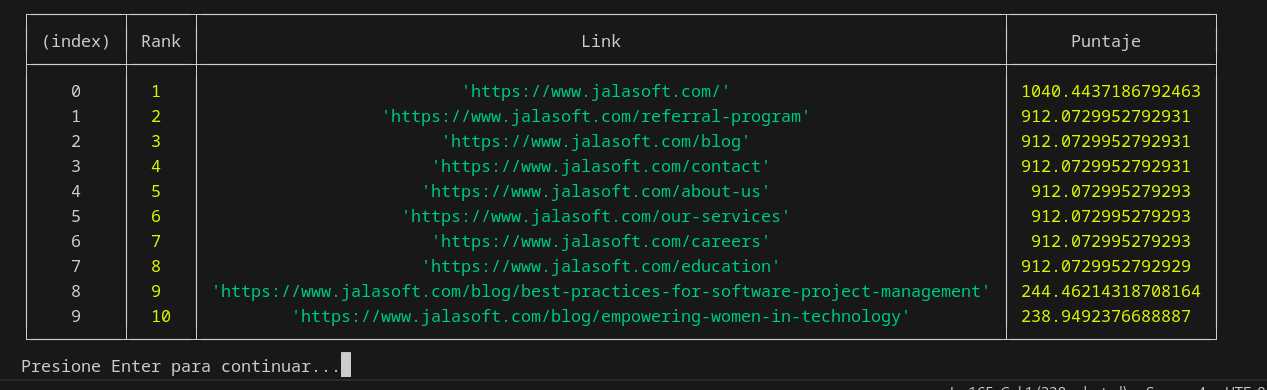 (index) Rank Link Puntaje
0 1 'https://www.jalasoft.com/' 1040.4437186792463
1 2 'https://www.jalasoft.com/referral-program' 912.0729952792931
2 3 'https://www.jalasoft.com/blog' 912.0729952792931
3 4 'https://www.jalasoft.com/contact' 912.0729952792931
4 5 'https://www.jalasoft.com/about-us' 912.072995279293
5 6 'https://www.jalasoft.com/our-services' 912.072995279293
6 7 'https://www.jalasoft.com/careers' 912.072995279293
7 8 'https://www.jalasoft.com/education' 912.0729952792929
8 9 'https://www.jalasoft.com/blog/best-practices-for-software-project-management' 244.46214318708164
9 10 'https://www.jalasoft.com/blog/empowering-women-in-technology' 238.9492376688887
Presione Enter para continuar...